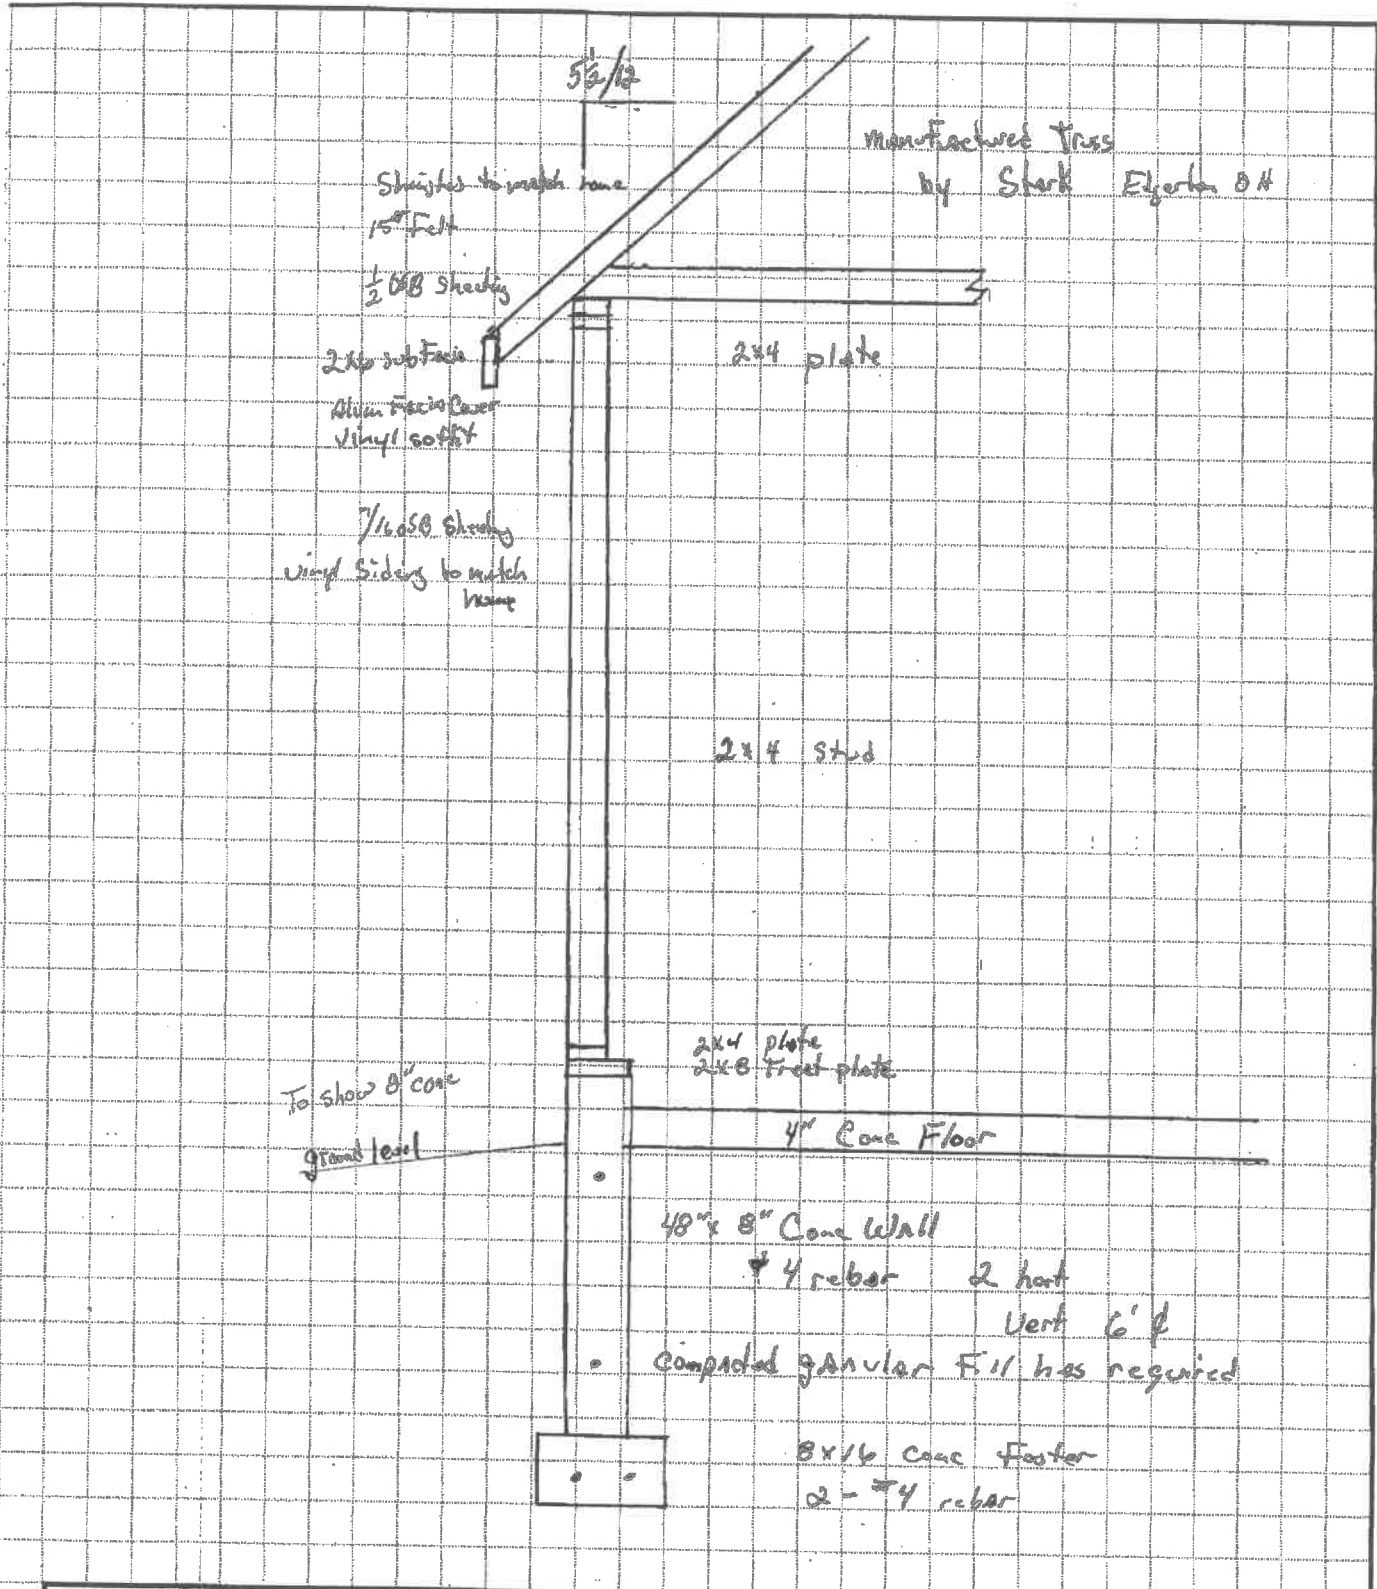 5½/12
Manufactured Truss
by Stark Edgerton OH
Shingles to match home
15# Felt
½ OSB Sheeting
2x6 sub Facia
Alum Facia Cover
Vinyl soffit
2x4 plate
7/16 OSB Sheeting
Vinyl Siding to match
home
2x4 Stud
2x4 plate
2x8 Treet plate
To show 8" conc
ground level
4" Conc Floor
48" x 8" Conc Wall
4 rebar 2 hort
Vert 6'
Compacted granular Fill has required
8x16 Conc Footer
2 - #4 rebar